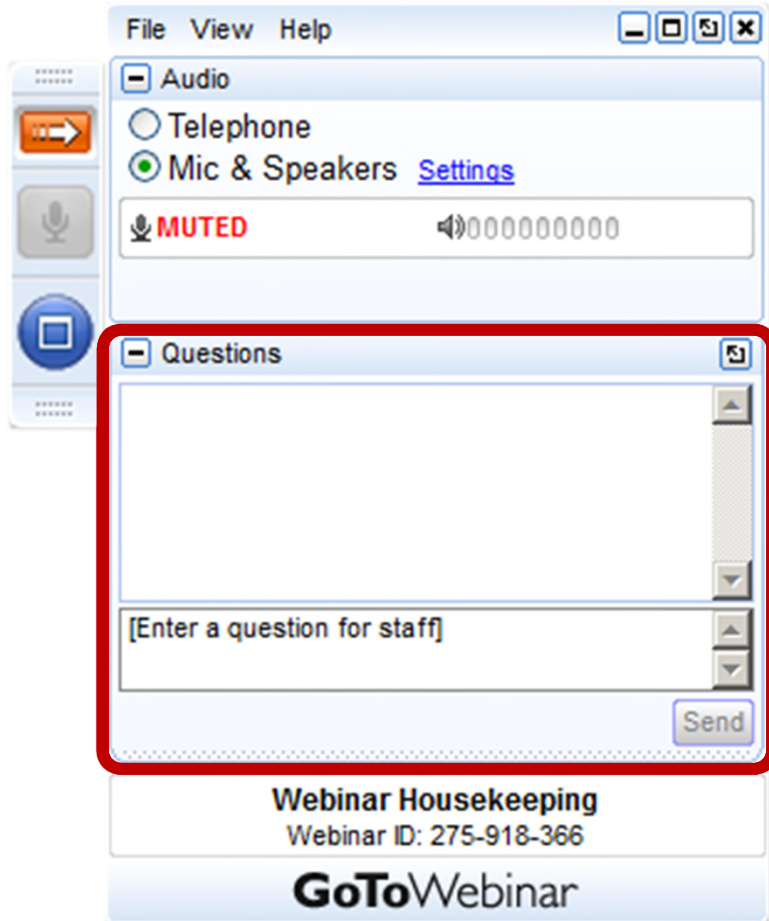 File View Help
Audio
Telephone
Mic & Speakers Settings
MUTED
Questions
[Enter a question for staff]
Send
Webinar Housekeeping
Webinar ID: 275-918-366
GoToWebinar